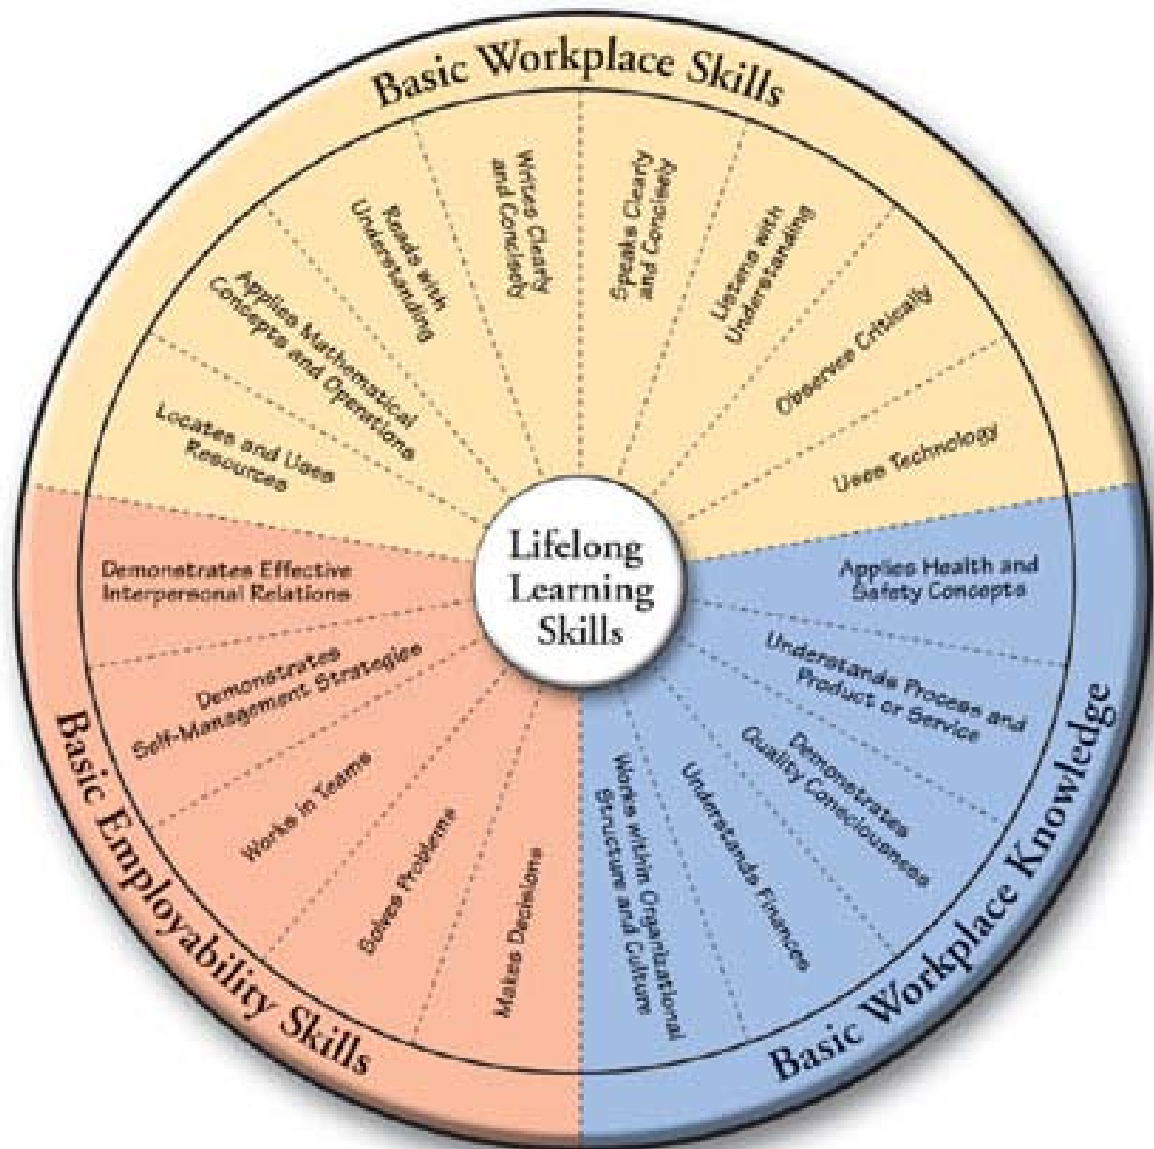 Basic Workplace Skills
Locates and Uses
Resources
Applies Mathematical
Concepts and Operations
Reads with
Understanding
Writes Clearly
and Concisely
Speaks Clearly
and Concisely
Listens with
Understanding
Observes Critically
Uses Technology
Basic Workplace Knowledge
Applies Health and
Safety Concepts
Understands Process and
Product or Service
Demonstrates
Quality Consciousness
Understands Finances
Works within Organizational
Structure and Culture
Basic Employability Skills
Makes Decisions
Solves Problems
Works in Teams
Demonstrates
Self-Management Strategies
Demonstrates Effective
Interpersonal Relations
Lifelong
Learning
Skills